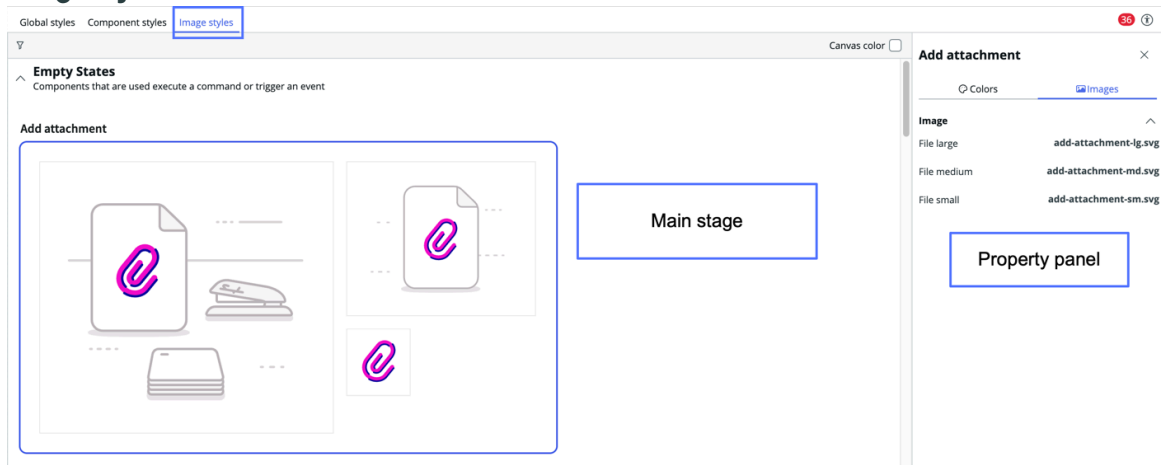 Global styles Component styles Image styles
36
Canvas color
Empty States
Components that are used execute a command or trigger an event
Add attachment
Main stage
Add attachment
Colors Images
Image
File large add-attachment-lg.svg
File medium add-attachment-md.svg
File small add-attachment-sm.svg
Property panel